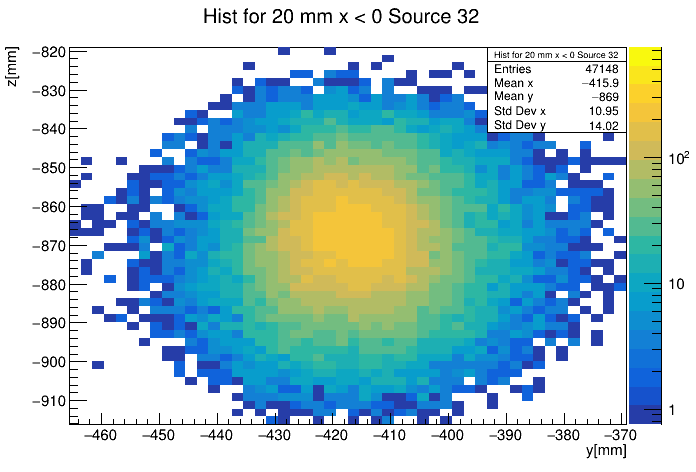 Hist for 20 mm x < 0 Source 32
z[mm]
−820
−830
−840
−850
−860
−870
−880
−890
−900
−910
Hist for 20 mm x < 0 Source 32
Entries 47148
Mean x −415.9
Mean y −869
Std Dev x 10.95
Std Dev y 14.02
10²
10
1
−460 −450 −440 −430 −420 −410 −400 −390 −380 −370
y[mm]